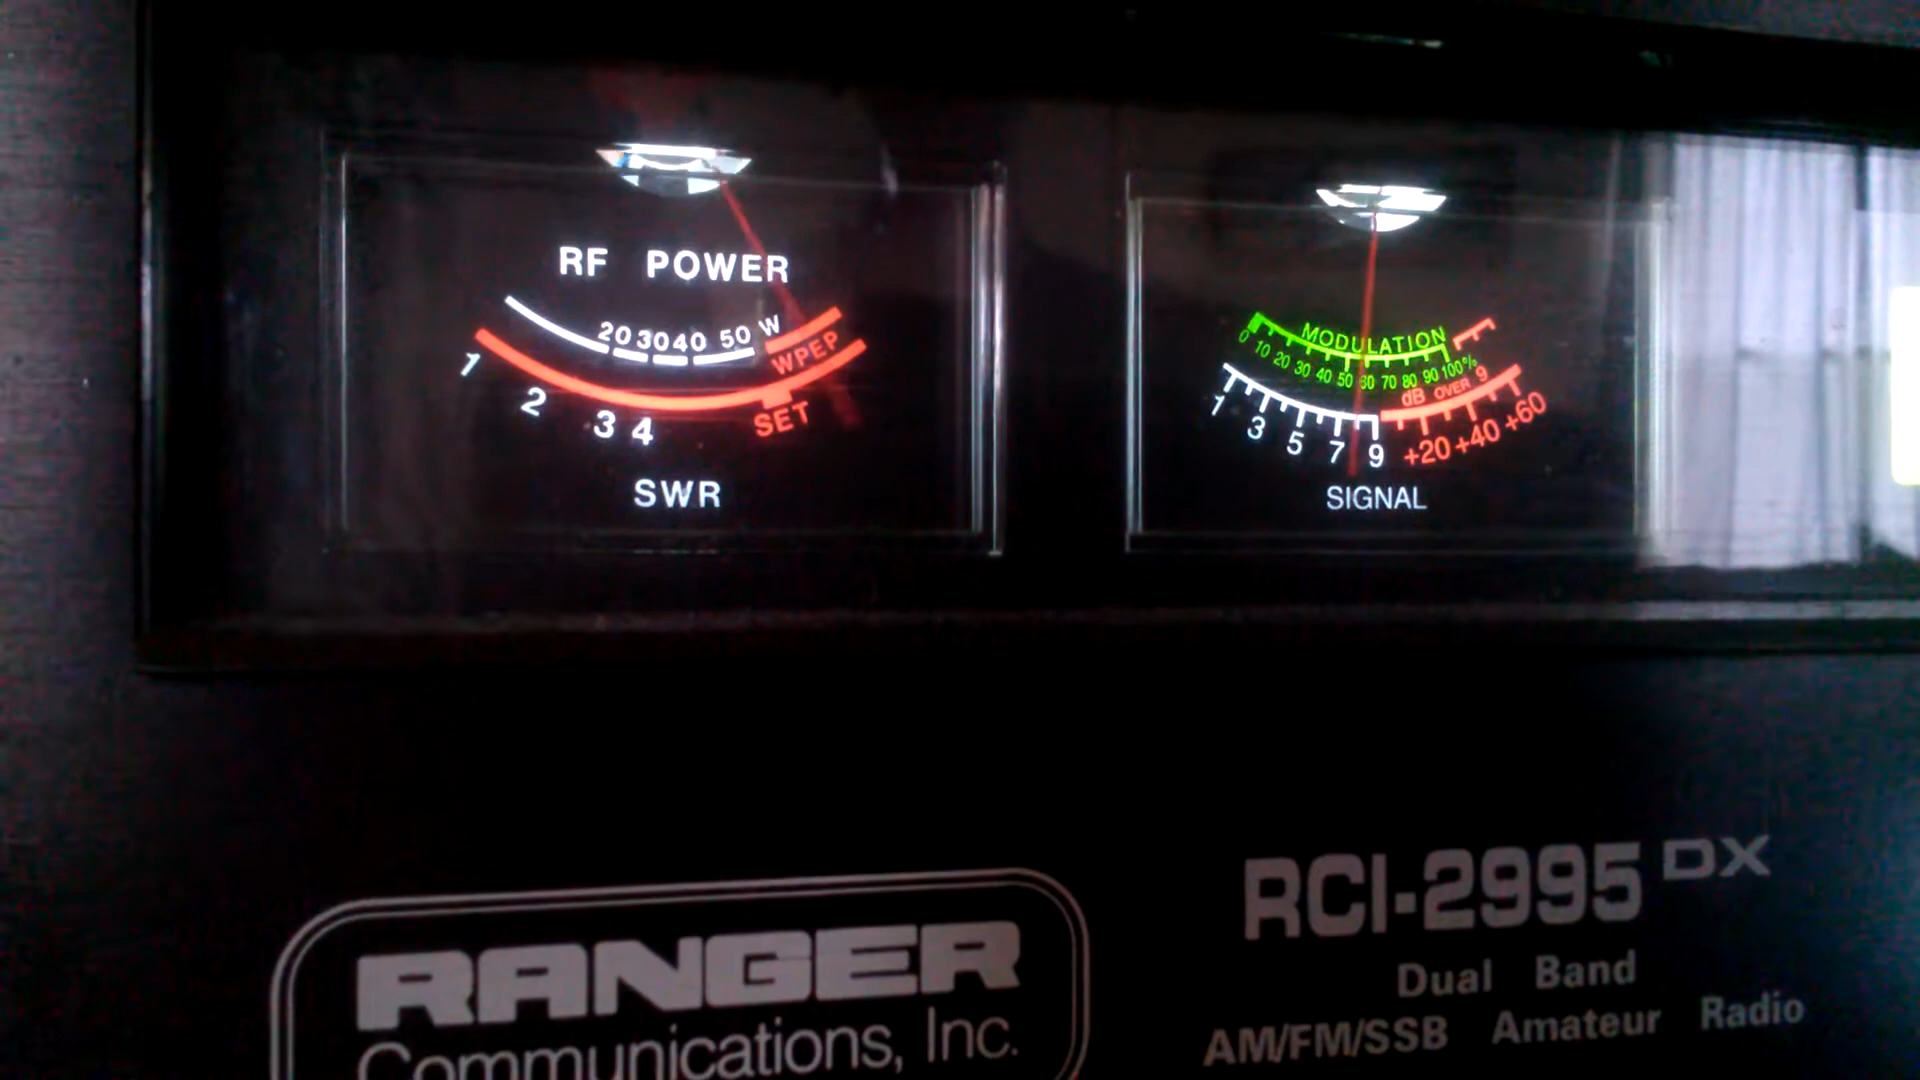 RF POWER
20 30 40 50 W
WPEP
SET
1 2 3 4
SWR
MODULATION
0 10 20 30 40 50 60 70 80 90 100%
dB OVER 9
1 3 5 7 9 +20 +40 +60
SIGNAL
RANGER
Communications, Inc.
RCI-2995 DX
Dual Band
AM/FM/SSB Amateur Radio